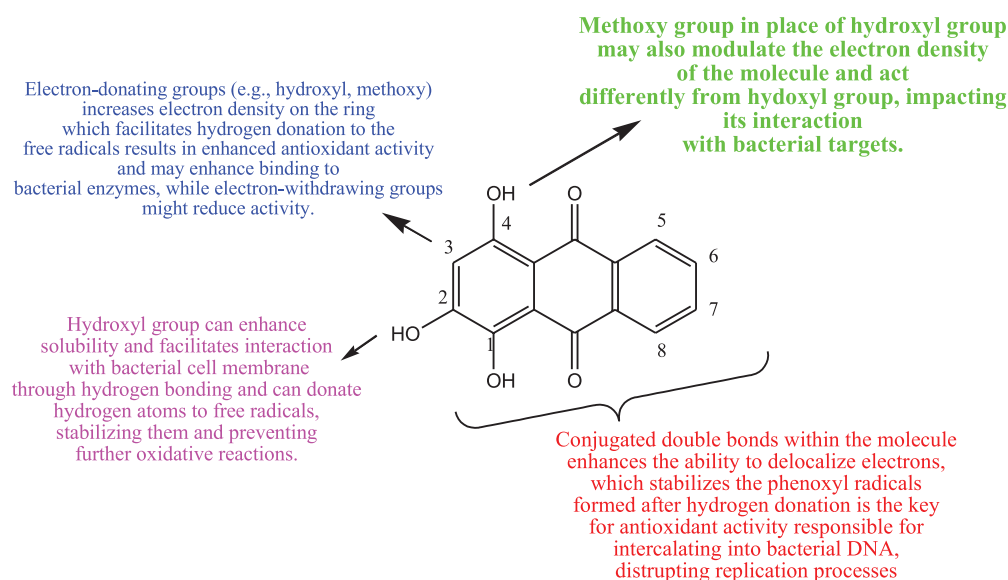 Methoxy group in place of hydroxyl group
may also modulate the electron density
of the molecule and act
differently from hydoxyl group, impacting
its interaction
with bacterial targets.
Electron-donating groups (e.g., hydroxyl, methoxy)
increases electron density on the ring
which facilitates hydrogen donation to the
free radicals results in enhanced antioxidant activity
and may enhance binding to
bacterial enzymes, while electron-withdrawing groups
might reduce activity.
OH
O
4
5
3
6
2
7
HO
1
8
OH
O
Hydroxyl group can enhance
solubility and facilitates interaction
with bacterial cell membrane
through hydrogen bonding and can donate
hydrogen atoms to free radicals,
stabilizing them and preventing
further oxidative reactions.
Conjugated double bonds within the molecule
enhances the ability to delocalize electrons,
which stabilizes the phenoxyl radicals
formed after hydrogen donation is the key
for antioxidant activity responsible for
intercalating into bacterial DNA,
distrupting replication processes